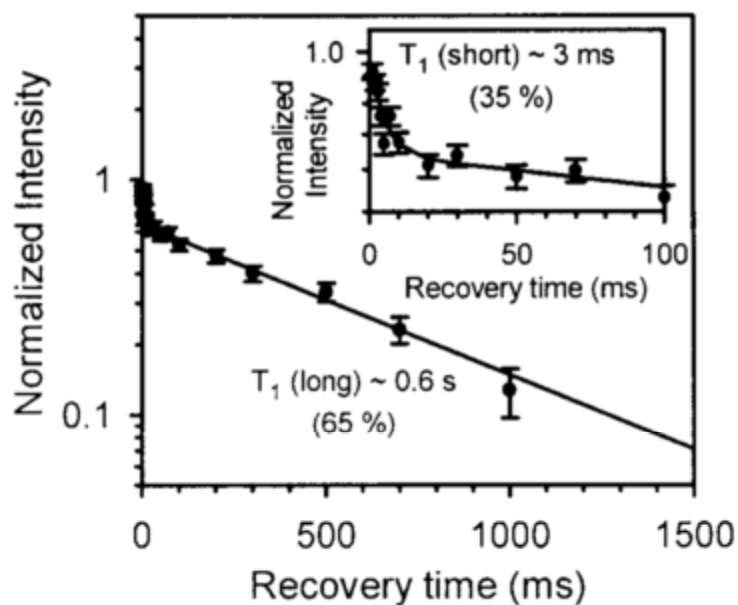 Normalized Intensity
1
0.1
0
500
1000
1500
Recovery time (ms)
T₁ (long) ~ 0.6 s
(65 %)
Normalized
Intensity
1.0
T₁ (short) ~ 3 ms
(35 %)
0
50
100
Recovery time (ms)